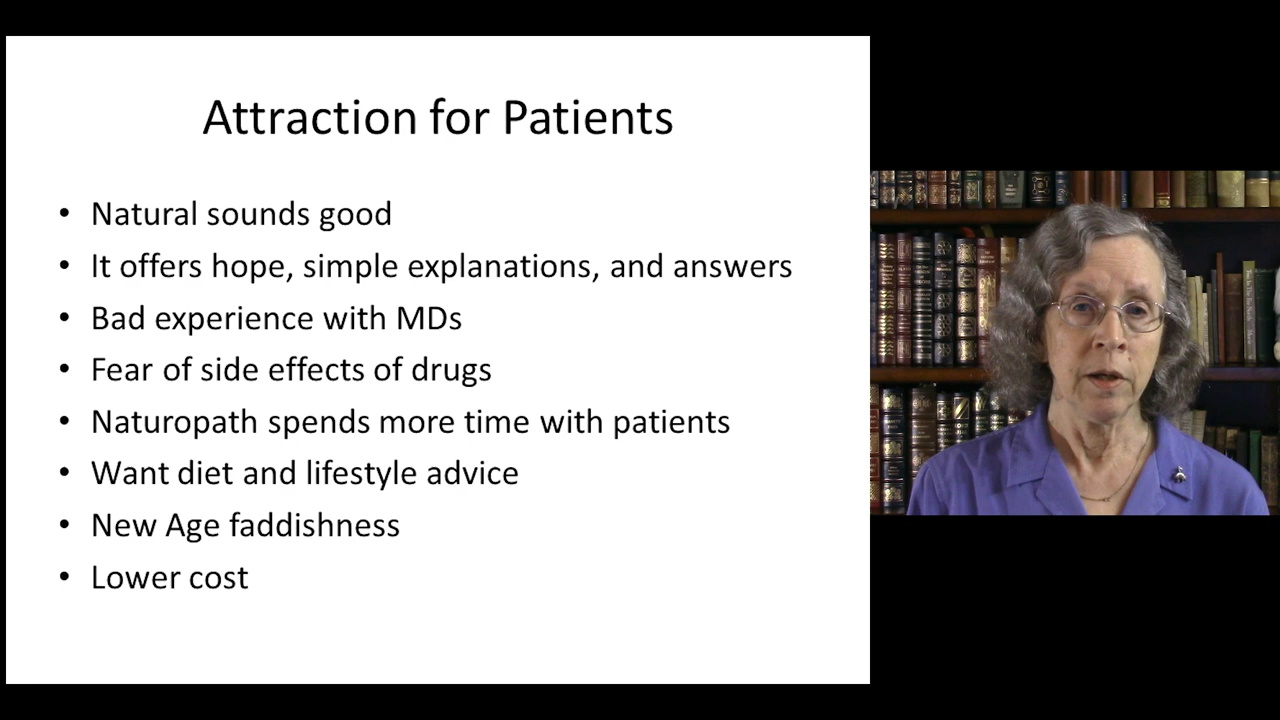 Attraction for Patients
• Natural sounds good
• It offers hope, simple explanations, and answers
• Bad experience with MDs
• Fear of side effects of drugs
• Naturopath spends more time with patients
• Want diet and lifestyle advice
• New Age faddishness
• Lower cost